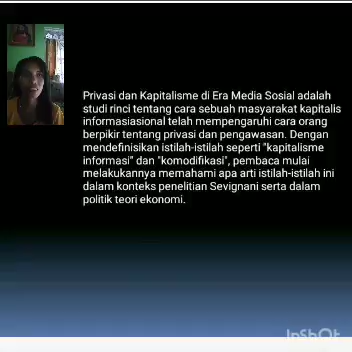 Privasi dan Kapitalisme di Era Media Sosial adalah
studi rinci tentang cara sebuah masyarakat kapitalis
informasiasional telah mempengaruhi cara orang
berpikir tentang privasi dan pengawasan. Dengan
mendefinisikan istilah-istilah seperti "kapitalisme
informasi" dan "komodifikasi", pembaca mulai
melakukannya memahami apa arti istilah-istilah ini
dalam konteks penelitian Sevignani serta dalam
politik teori ekonomi.
InShOt